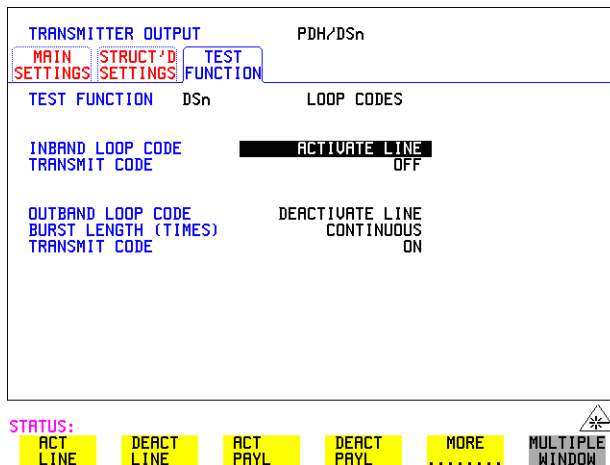 TRANSMITTER OUTPUT PDH/DSn
MAIN SETTINGS
STRUCT'D SETTINGS
TEST FUNCTION
TEST FUNCTION DSn LOOP CODES
INBAND LOOP CODE ACTIVATE LINE
TRANSMIT CODE OFF
OUTBAND LOOP CODE DEACTIVATE LINE
BURST LENGTH (TIMES) CONTINUOUS
TRANSMIT CODE ON
STATUS:
ACT LINE
DEACT LINE
ACT PAYL
DEACT PAYL
MORE ........
MULTIPLE WINDOW